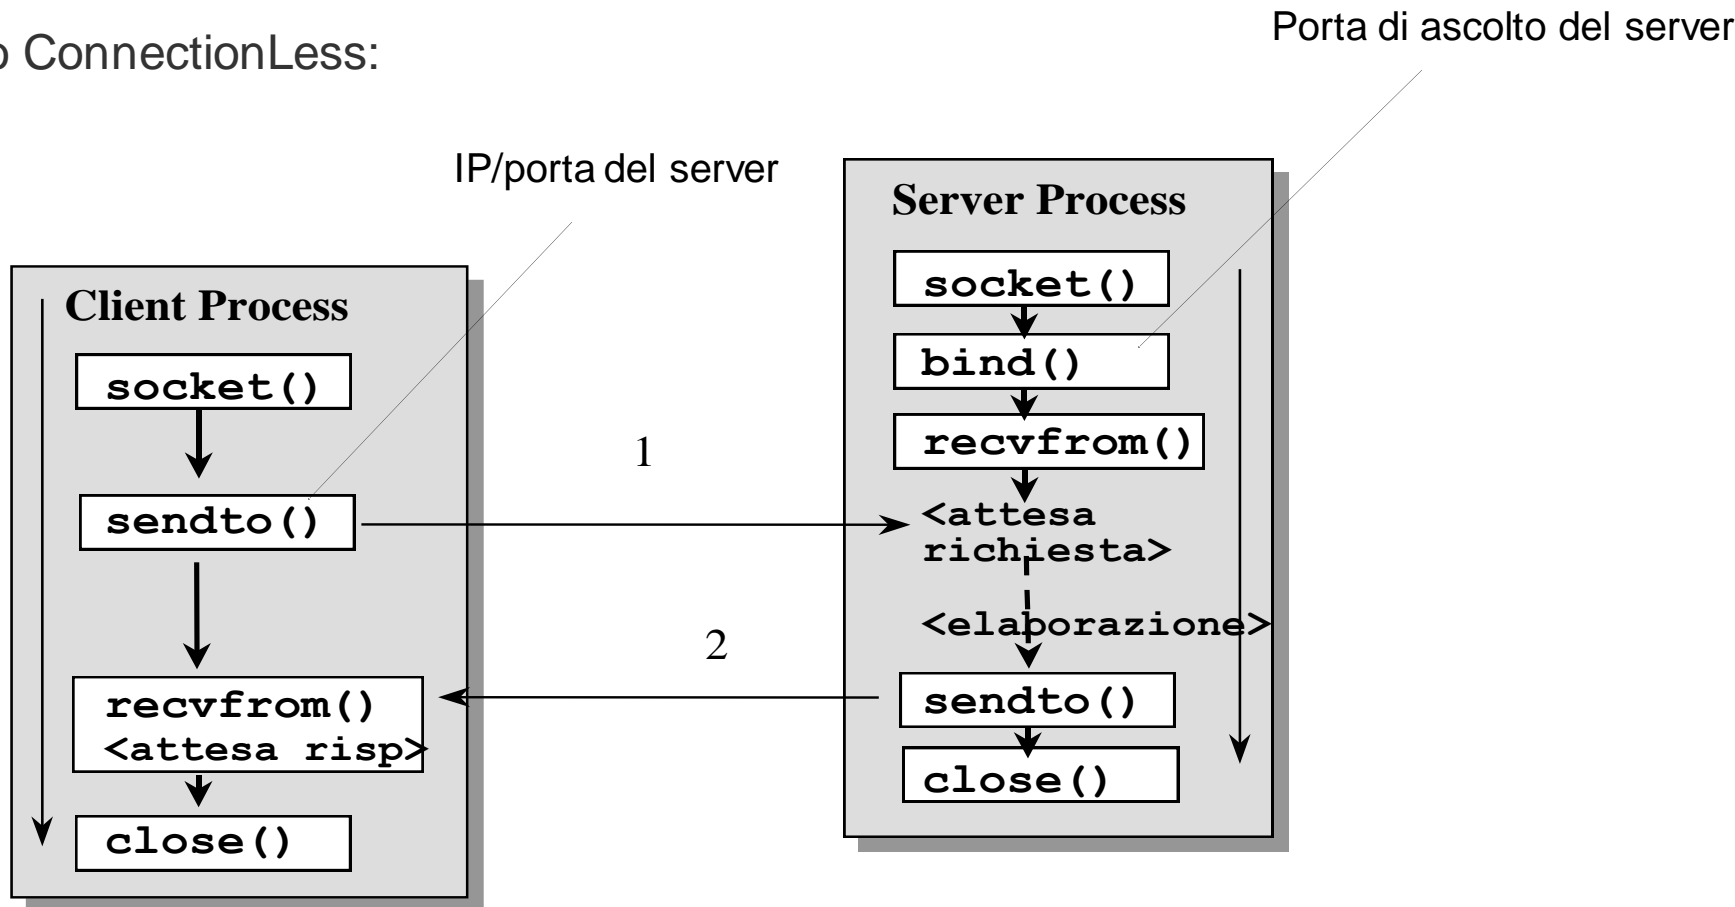 o ConnectionLess:
Porta di ascolto del server
IP/porta del server
Client Process
socket()
sendto()
recvfrom()
<attesa risp>
close()
1
2
Server Process
socket()
bind()
recvfrom()
<attesa
richiesta>
<elaborazione>
sendto()
close()